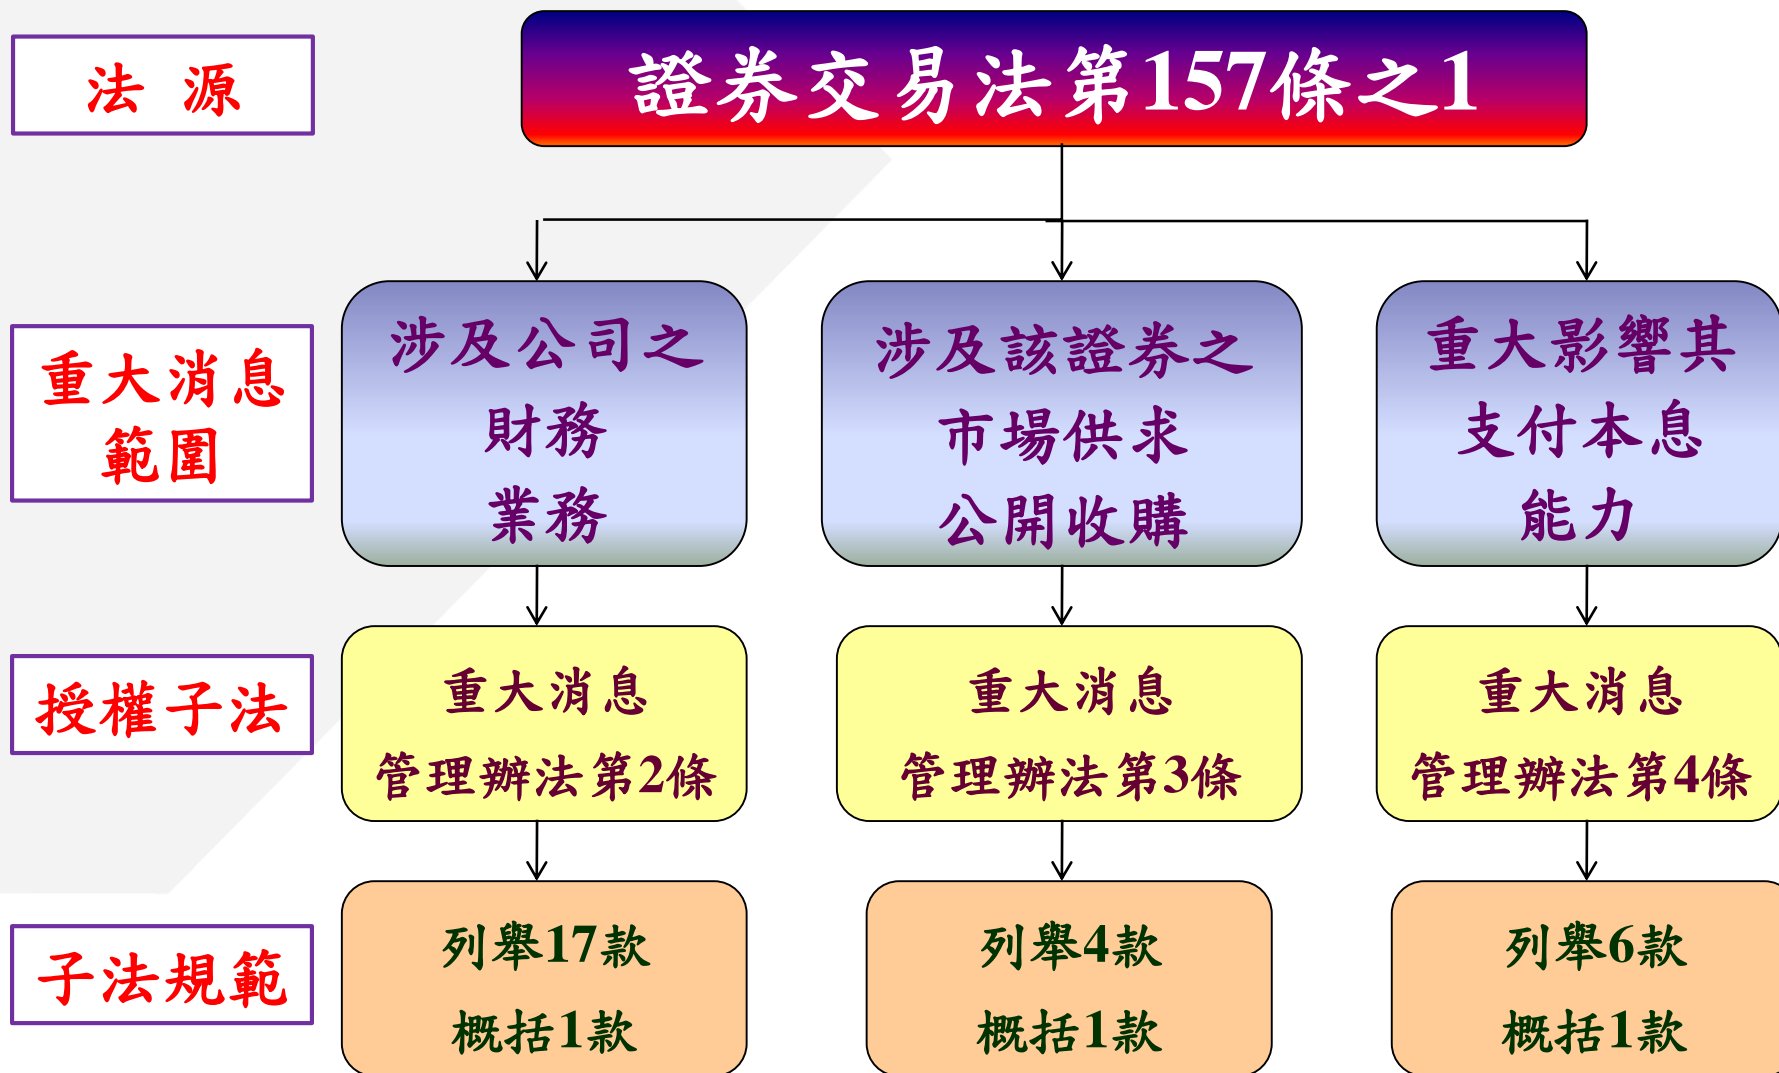 法 源
證券交易法第157條之1
重大消息
範圍
涉及公司之
財務
業務
涉及該證券之
市場供求
公開收購
重大影響其
支付本息
能力
授權子法
重大消息
管理辦法第2條
重大消息
管理辦法第3條
重大消息
管理辦法第4條
子法規範
列舉17款
概括1款
列舉4款
概括1款
列舉6款
概括1款